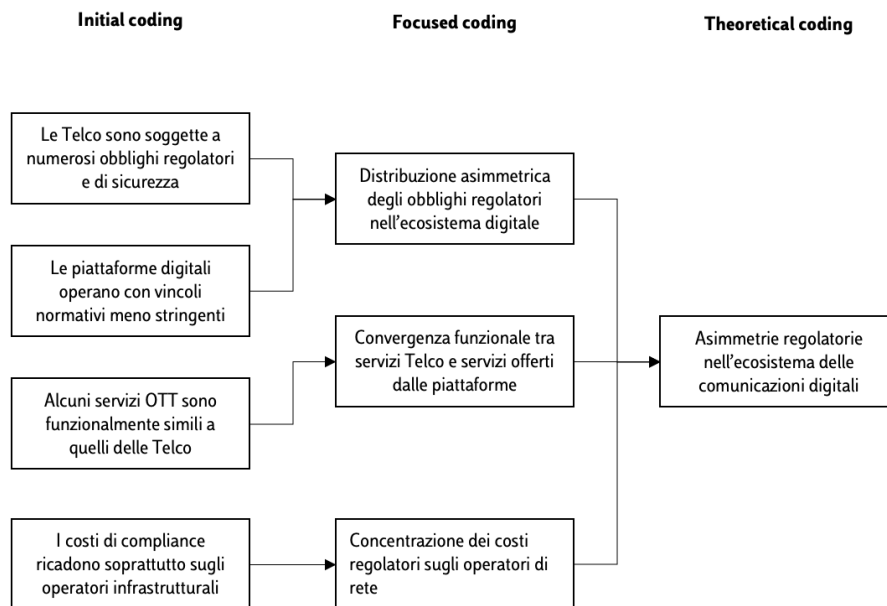 Initial coding
Focused coding
Theoretical coding
Le Telco sono soggette a
numerosi obblighi regolatori
e di sicurezza
Le piattaforme digitali
operano con vincoli
normativi meno stringenti
Alcuni servizi OTT sono
funzionalmente simili a
quelli delle Telco
I costi di compliance
ricadono soprattutto sugli
operatori infrastrutturali
Distribuzione asimmetrica
degli obblighi regolatori
nell'ecosistema digitale
Convergenza funzionale tra
servizi Telco e servizi offerti
dalle piattaforme
Concentrazione dei costi
regolatori sugli operatori di
rete
Asimmetrie regolatorie
nell'ecosistema delle
comunicazioni digitali